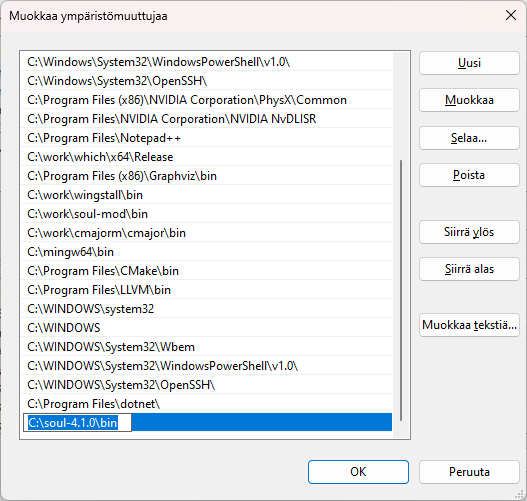 Muokkaa ympäristömuuttujaa
C:\Windows\System32\WindowsPowerShell\v1.0\
C:\Windows\System32\OpenSSH\
C:\Program Files (x86)\NVIDIA Corporation\PhysX\Common
C:\Program Files\NVIDIA Corporation\NVIDIA NvDLISR
C:\Program Files\Notepad++
C:\work\which\x64\Release
C:\Program Files (x86)\Graphviz\bin
C:\work\wingstall\bin
C:\work\soul-mod\bin
C:\work\cmajorm\cmajor\bin
C:\mingw64\bin
C:\Program Files\CMake\bin
C:\Program Files\LLVM\bin
C:\WINDOWS\system32
C:\WINDOWS
C:\WINDOWS\System32\Wbem
C:\WINDOWS\System32\WindowsPowerShell\v1.0\
C:\WINDOWS\System32\OpenSSH\
C:\Program Files\dotnet\
C:\soul-4.1.0\bin
Uusi
Muokkaa
Selaa...
Poista
Siirrä ylös
Siirrä alas
Muokkaa tekstiä...
OK
Peruuta